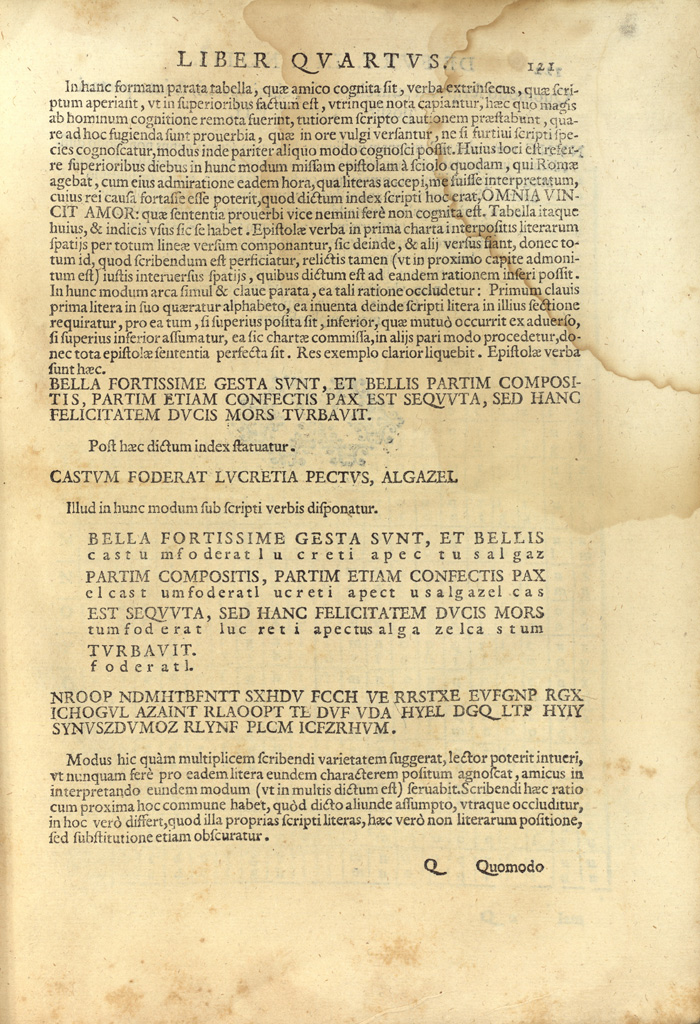 LIBER QVARTVS. 121
In hanc formam parata tabella, quæ amico cognita sit, verba extrinsecus, quæ scri-
ptum aperiant, vt in superioribus factum est, vtrinque nota capiantur, hæc quo magis
ab hominum cognitione remota fuerint, tutiorem scripto cautionem præstabunt, qua-
re ad hoc fugienda sunt prouerbia, quæ in ore vulgi versantur, ne si furtiui scripti spe-
cies cognoscatur, modus inde pariter aliquo modo cognosci possit. Huius loci est refer-
re superioribus diebus in hunc modum missam epistolam à sciolo quodam, qui Romæ
agebat, cum eius admiratione eadem hora, qua literas accepi, me fuisse interpretatum,
cuius rei causa fortasse esse poterit, quod dictum index scripti hoc erat, OMNIA VIN-
CIT AMOR: quæ sententia prouerbi vice nemini ferè non cognita est. Tabella itaque
huius, & indicis vsus sic se habet. Epistolæ verba in prima charta interpositis literarum
spatijs per totum lineæ versum componantur, sic deinde, & alij versus fiant, donec to-
tum id, quod scribendum est perficiatur, relictis tamen (vt in proximo capite admoni-
tum est) iustis interuersus spatijs, quibus dictum est ad eandem rationem inseri possit.
In hunc modum arca simul & claue parata, ea tali ratione occludetur: Primum clauis
prima litera in suo quæratur alphabeto, ea inuenta deinde scripti litera in illius sectione
requiratur, pro ea tum, si superius posita sit, inferior, quæ mutuò occurrit ex aduerso,
si superius inferior assumatur, ea sic chartæ commissa, in alijs pari modo procedetur, do-
nec tota epistolæ sententia perfecta sit. Res exemplo clarior liquebit. Epistolæ verba
sunt hæc.
BELLA FORTISSIME GESTA SVNT, ET BELLIS PARTIM COMPOSI-
TIS, PARTIM ETIAM CONFECTIS PAX EST SEQVVTA, SED HANC
FELICITATEM DVCIS MORS TVRBAVIT.
Post hæc dictum index statuatur.
CASTVM FODERAT LVCRETIA PECTVS, ALGAZEL
Illud in hunc modum sub scripti verbis disponatur.
BELLA FORTISSIME GESTA SVNT, ET BELLIS
castu mfoderatlu creti apec tu salgaz
PARTIM COMPOSITIS, PARTIM ETIAM CONFECTIS PAX
elcast umfoderatl ucreti apect usalgazel cas
EST SEQVVTA, SED HANC FELICITATEM DVCIS MORS
tumfoderat luc reti apectusalga zelca stum
TVRBAVIT.
foderatl.
NROOP NDMHTBFNTT SXHDV FCCH VE RRSTXE EVFGNP RGX
ICHOGVL AZAINT RLAOOPT TL DVF VDA HYEL DGQLTP HYIY
SYNVSZDVMOZ RLYNF PLCM ICFZRHVM.
Modus hic quàm multiplicem scribendi varietatem suggerat, lector poterit intueri,
vt nunquam ferè pro eadem litera eundem characterem positum agnoscat, amicus in
interpretando eundem modum (vt in multis dictum est) seruabit. Scribendi hæc ratio
cum proxima hoc commune habet, quòd dicto aliunde assumpto, vtraque occluditur,
in hoc verò differt, quod illa proprias scripti literas, hæc verò non literarum positione,
sed substitutione etiam obscuratur.
Q Quomodo